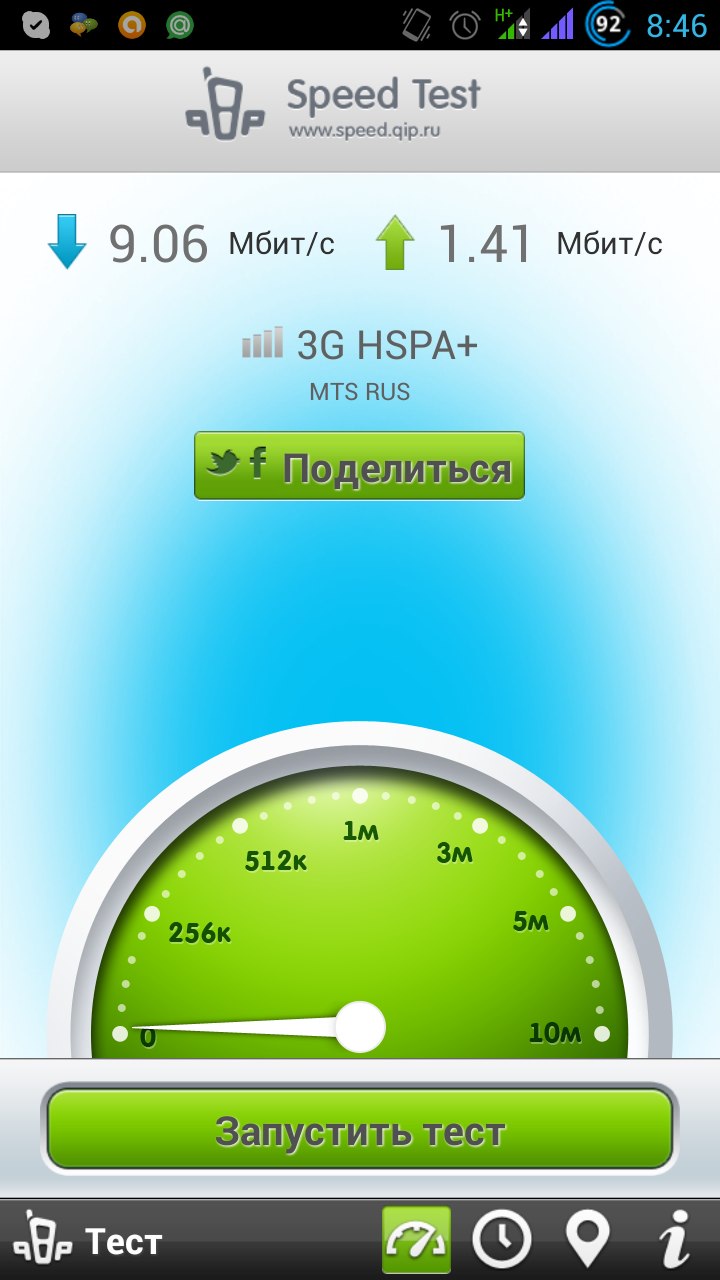 H+ 92 8:46
Speed Test
www.speed.qip.ru
9.06 Мбит/с 1.41 Мбит/с
3G HSPA+
MTS RUS
Поделиться
1м
512к 3м
256к 5м
0 10м
Запустить тест
Тест